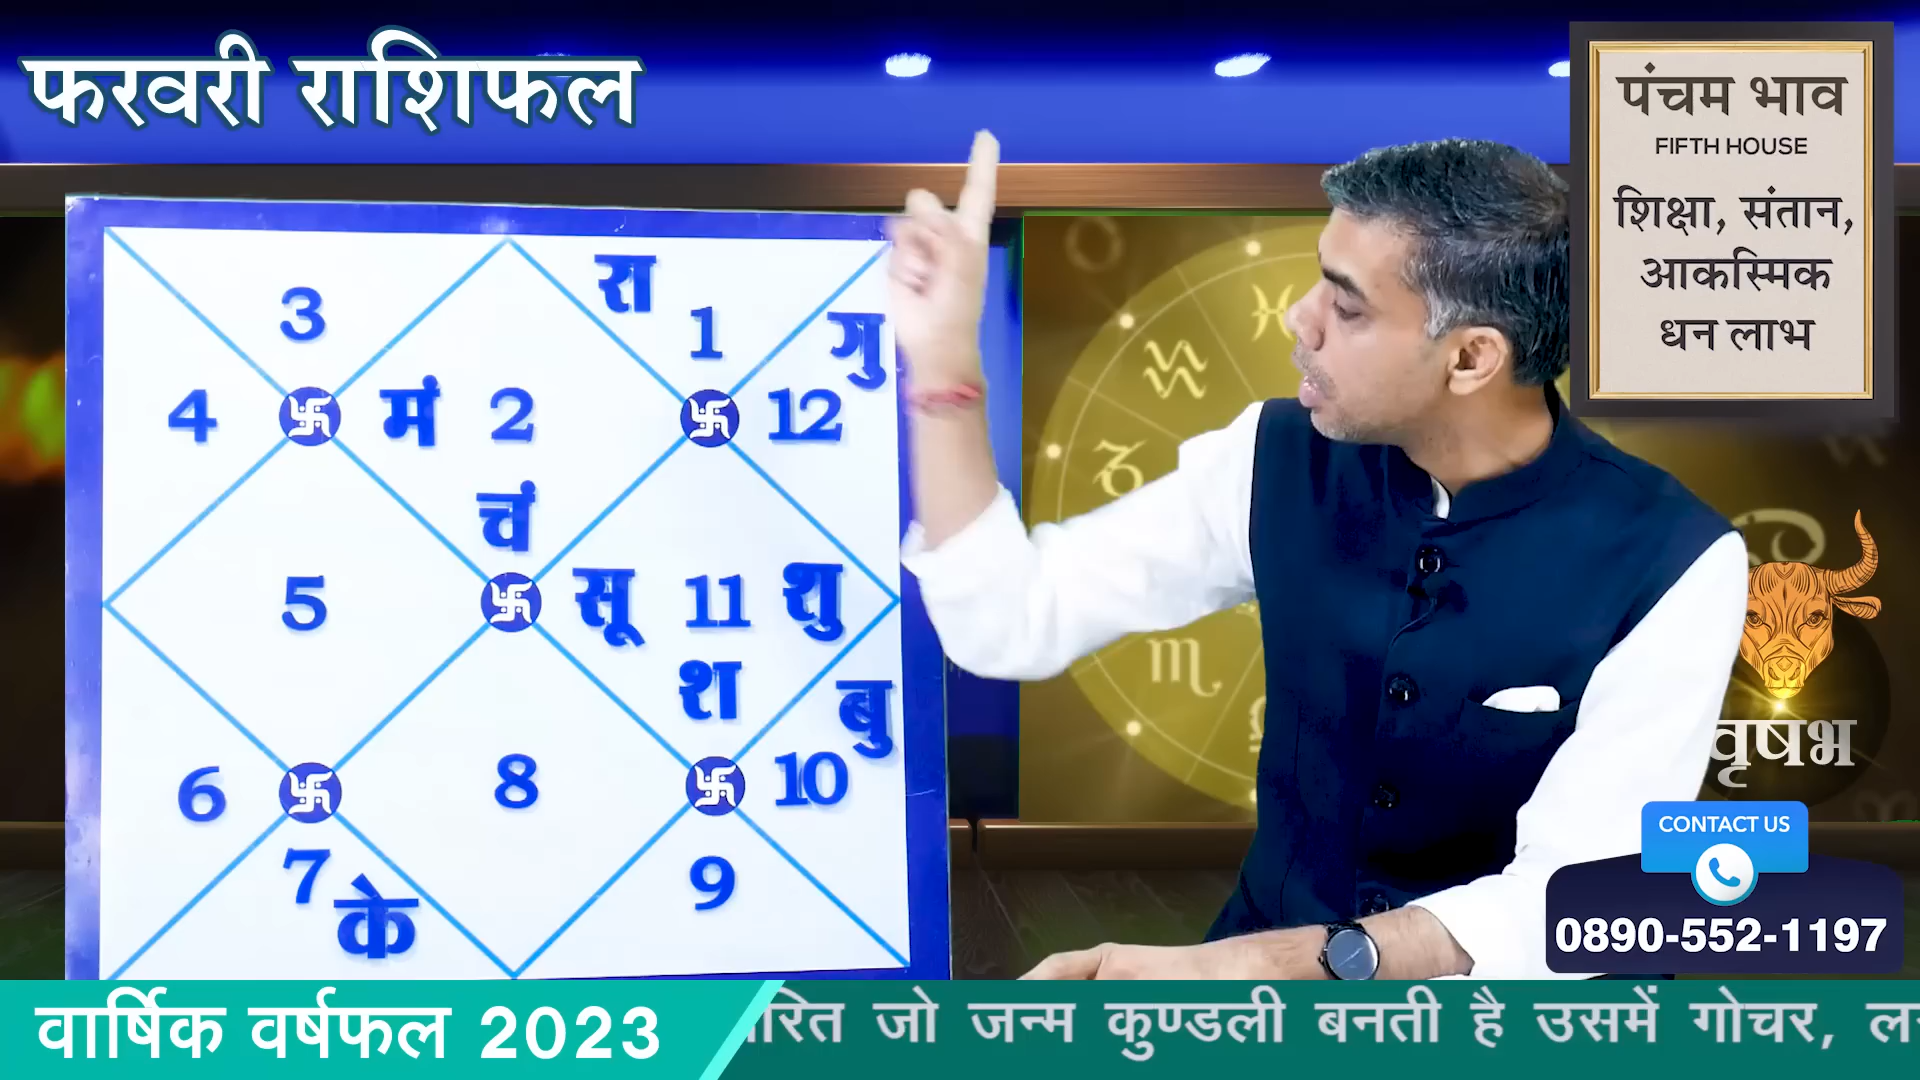 फरवरी राशिफल
पंचम भाव
FIFTH HOUSE
शिक्षा, संतान,
आकस्मिक
धन लाभ
रा
3
1
गु
4
मं 2
12
चं
5
सू 11 शु
श
बु
6
8
10
7
के
9
वृषभ
CONTACT US
0890-552-1197
वार्षिक वर्षफल 2023
जो जन्म कुण्डली बनती है उसमें गोचर,